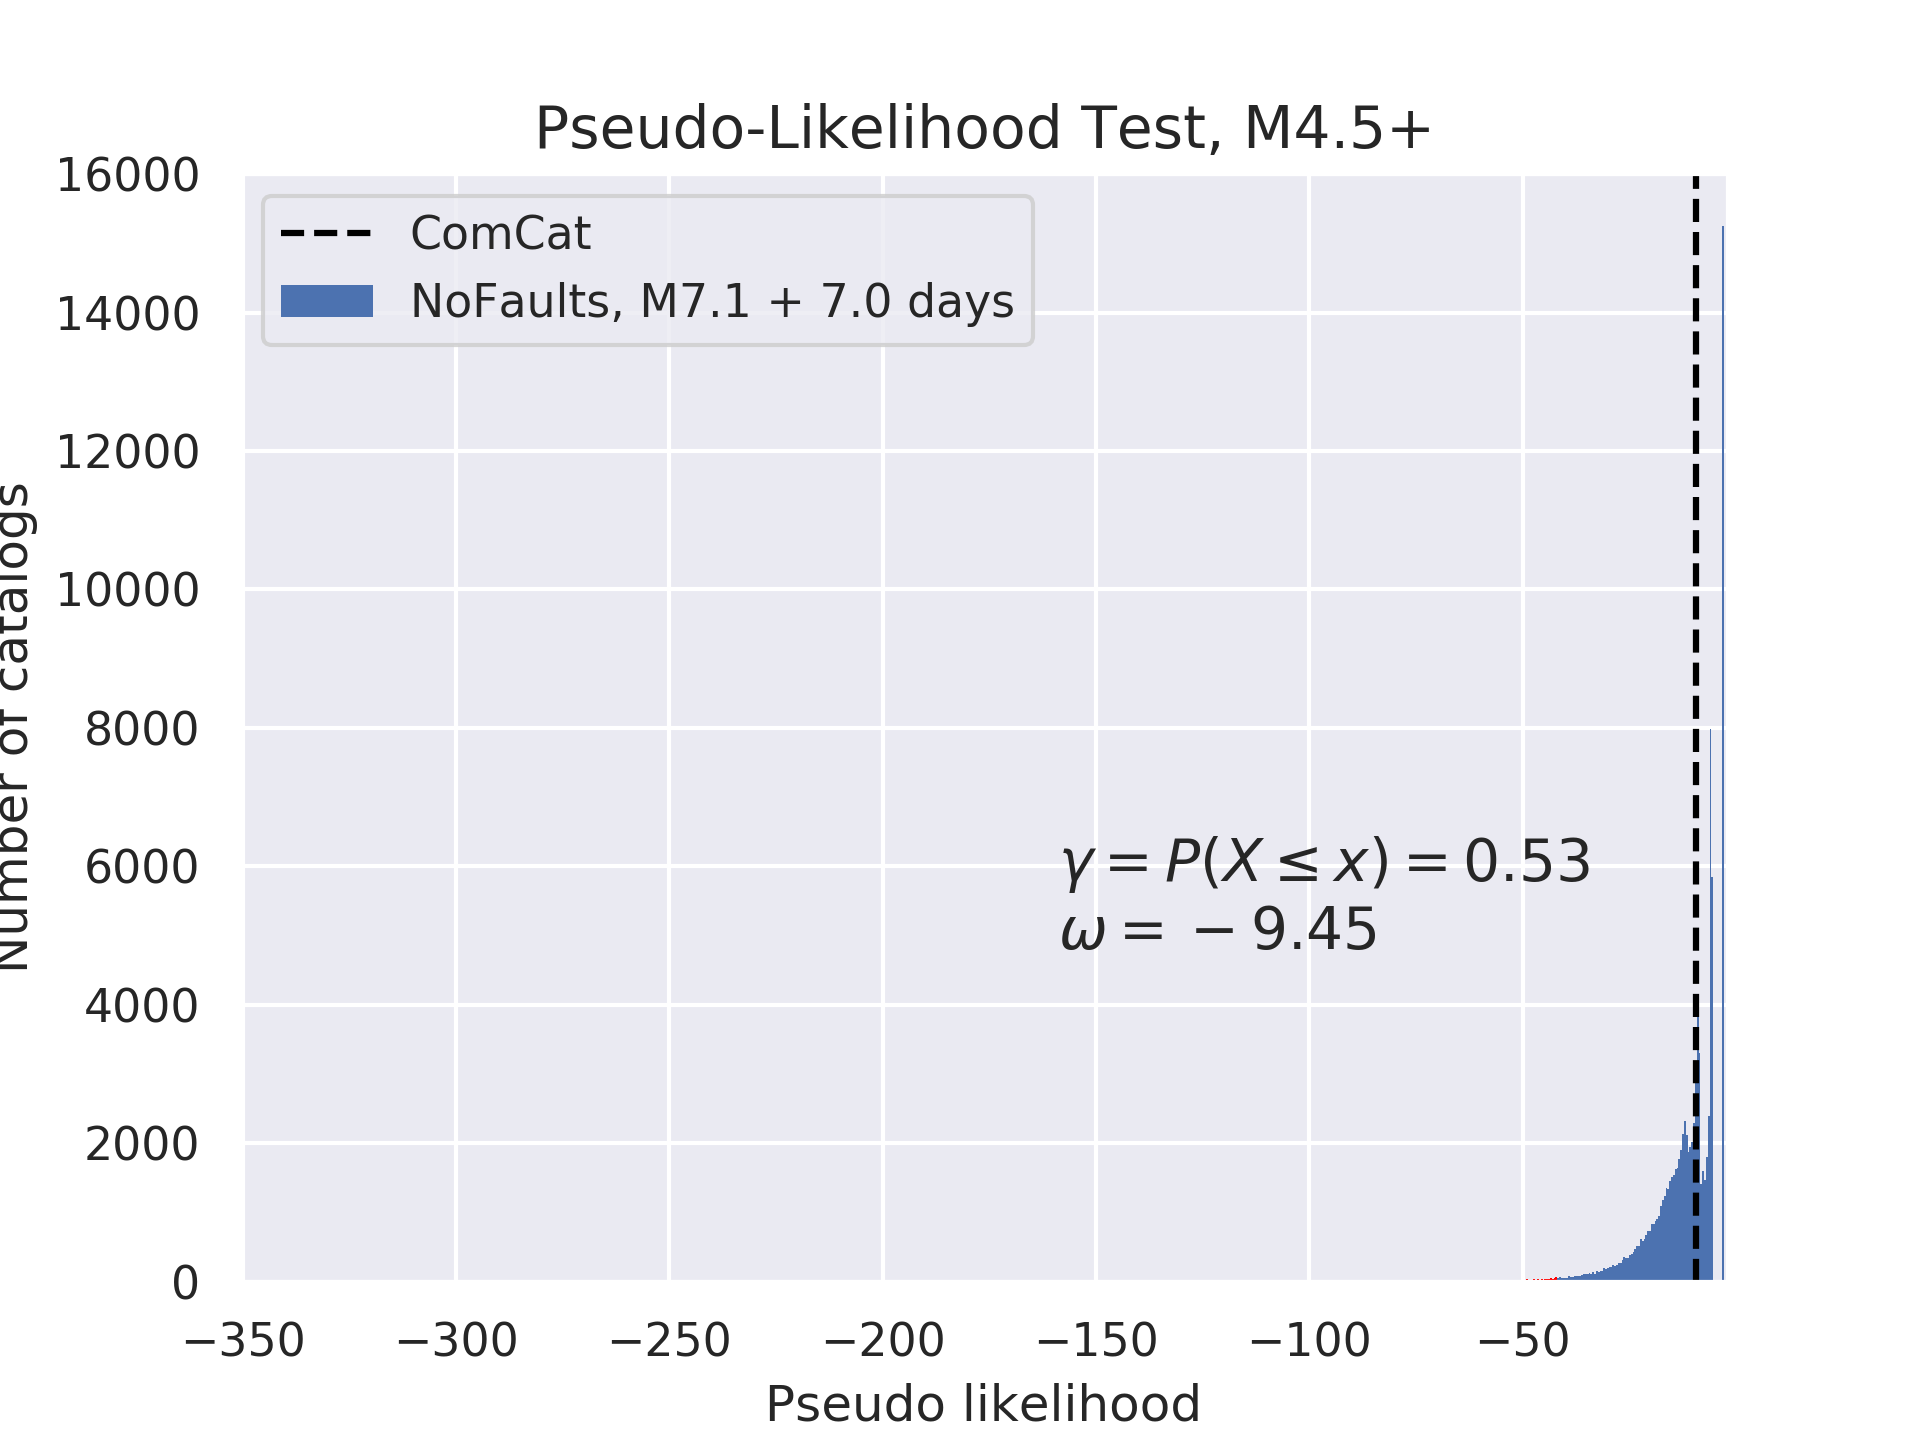 Pseudo-Likelihood Test, M4.5+
16000
14000
12000
10000
8000
6000
4000
2000
0
Number of catalogs
ComCat
NoFaults, M7.1 + 7.0 days
γ = P(X ≤ x) = 0.53
ω = − 9.45
−350 −300 −250 −200 −150 −100 −50
Pseudo likelihood